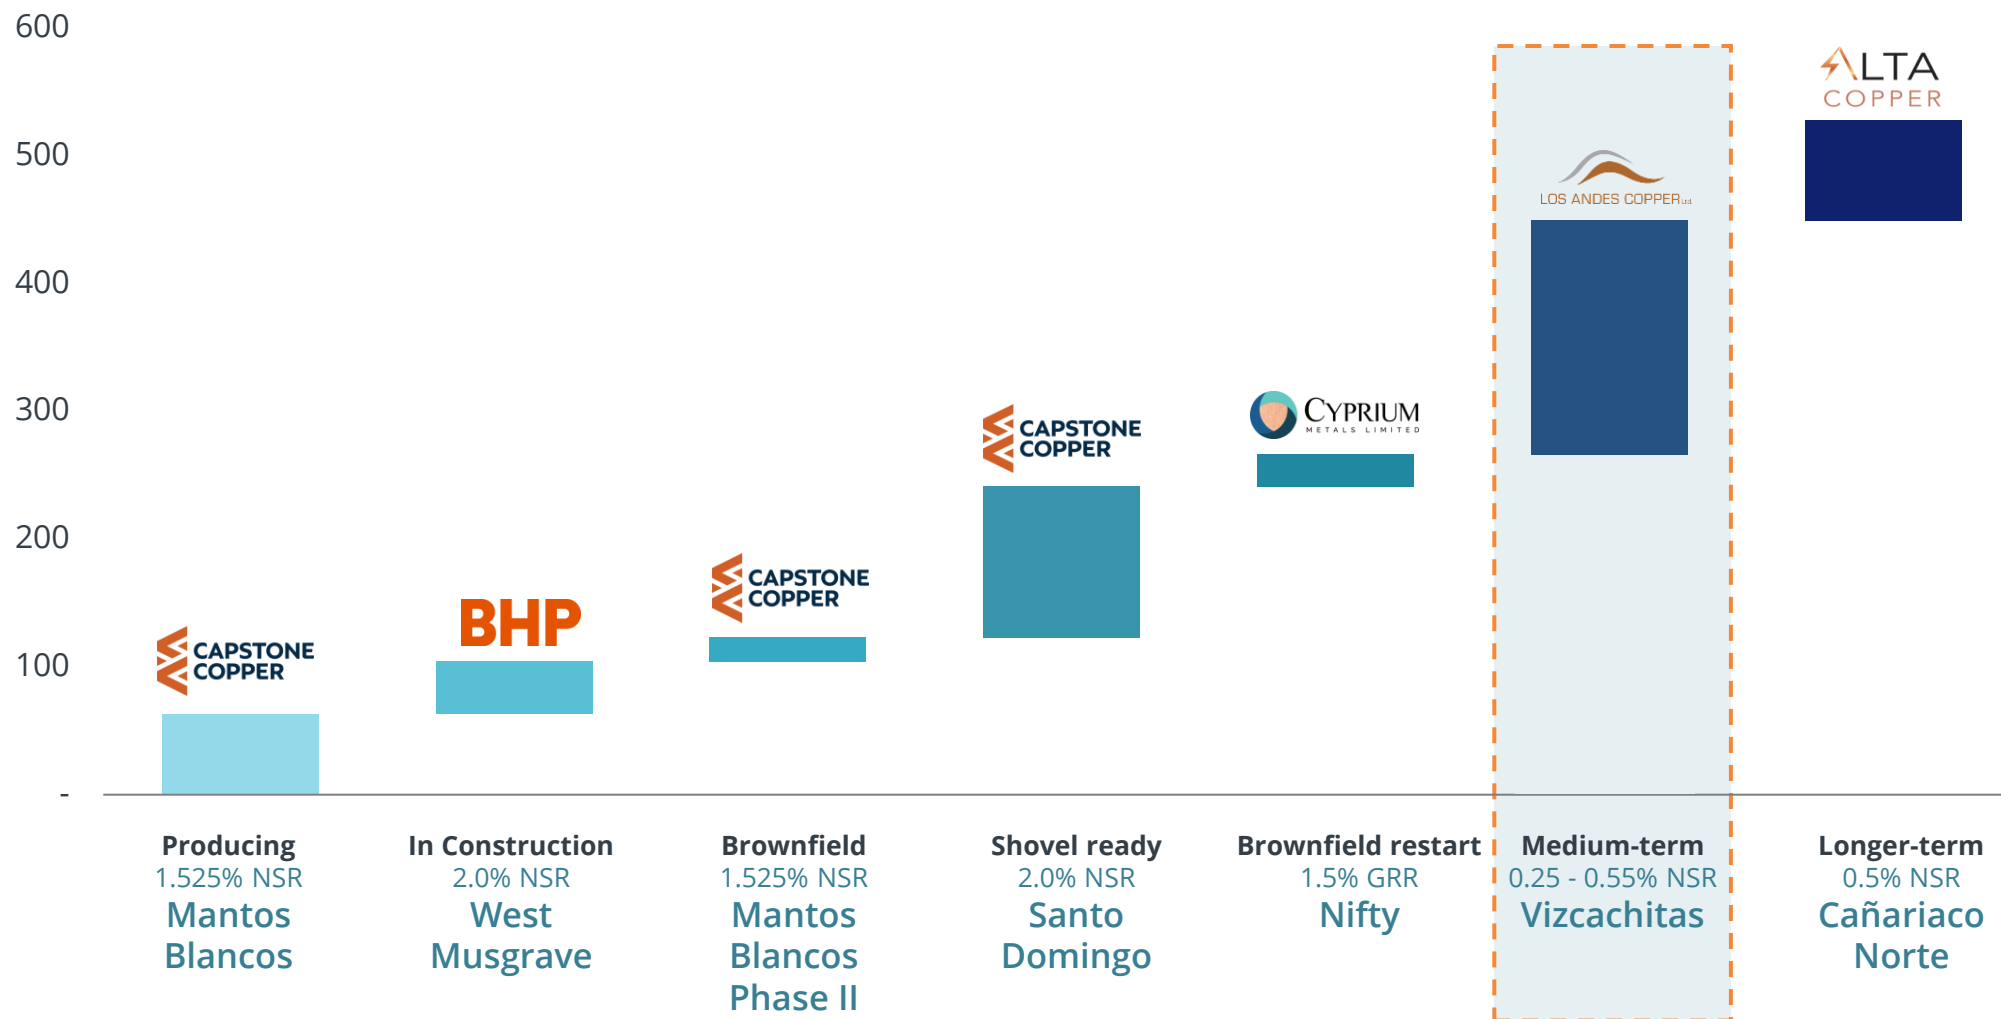 600
500
400
300
200
100
-
CAPSTONE
COPPER
BHP
CAPSTONE
COPPER
CAPSTONE
COPPER
CYPRIUM
METALS LIMITED
LOS ANDES COPPER Ltd.
ALTA
COPPER
Producing
1.525% NSR
Mantos
Blancos
In Construction
2.0% NSR
West
Musgrave
Brownfield
1.525% NSR
Mantos
Blancos
Phase II
Shovel ready
2.0% NSR
Santo
Domingo
Brownfield restart
1.5% GRR
Nifty
Medium-term
0.25 - 0.55% NSR
Vizcachitas
Longer-term
0.5% NSR
Cañariaco
Norte